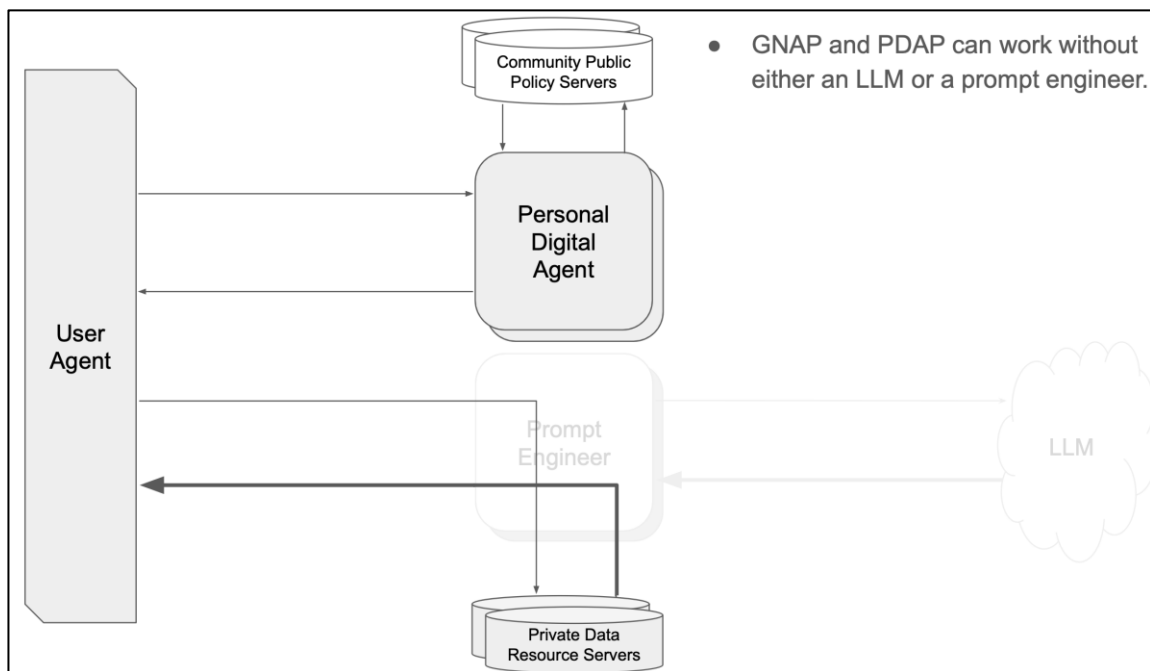 Community Public
Policy Servers
● GNAP and PDAP can work without
either an LLM or a prompt engineer.
Personal
Digital
Agent
User
Agent
Prompt
Engineer
LLM
Private Data
Resource Servers